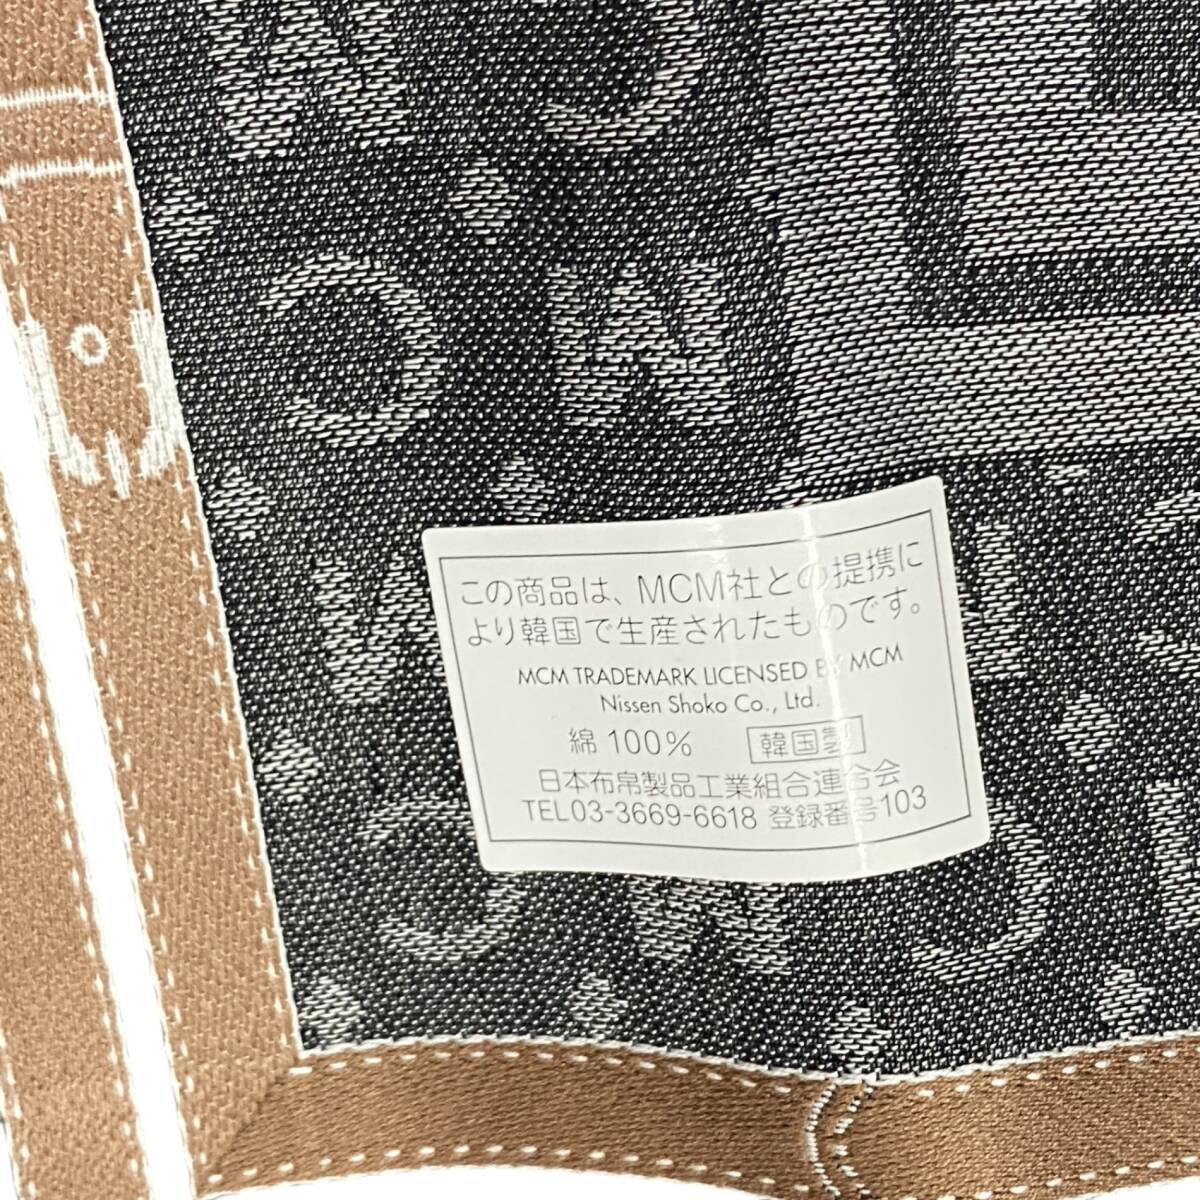 M C
C M
M
この商品は、MCM社との提携に
より韓国で生産されたものです。
MCM TRADEMARK LICENSED BY MCM
Nissen Shoko Co., Ltd.
綿 100% 韓国製
日本布帛製品工業組合連合会
TEL03-3669-6618 登録番号103
C M C